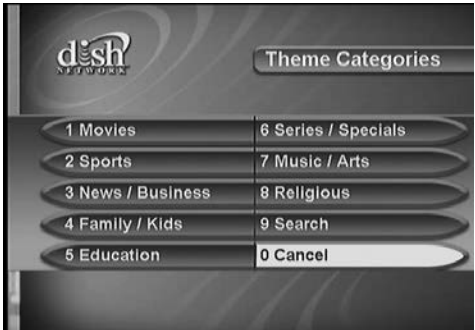 dish
NETWORK
Theme Categories
1 Movies
2 Sports
3 News / Business
4 Family / Kids
5 Education
6 Series / Specials
7 Music / Arts
8 Religious
9 Search
0 Cancel